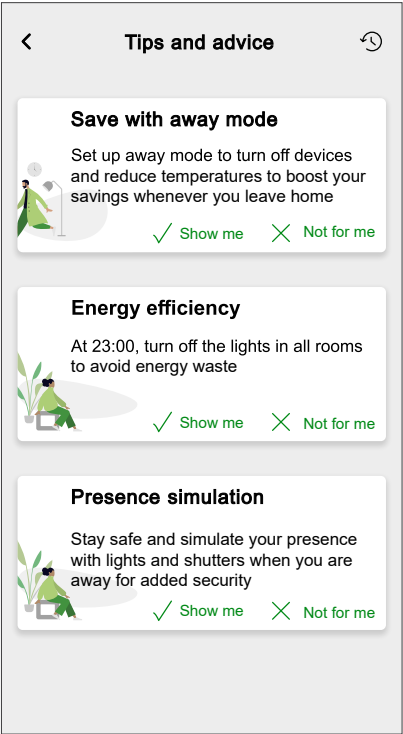 Tips and advice
Save with away mode
Set up away mode to turn off devices
and reduce temperatures to boost your
savings whenever you leave home
Show me Not for me
Energy efficiency
At 23:00, turn off the lights in all rooms
to avoid energy waste
Show me Not for me
Presence simulation
Stay safe and simulate your presence
with lights and shutters when you are
away for added security
Show me Not for me